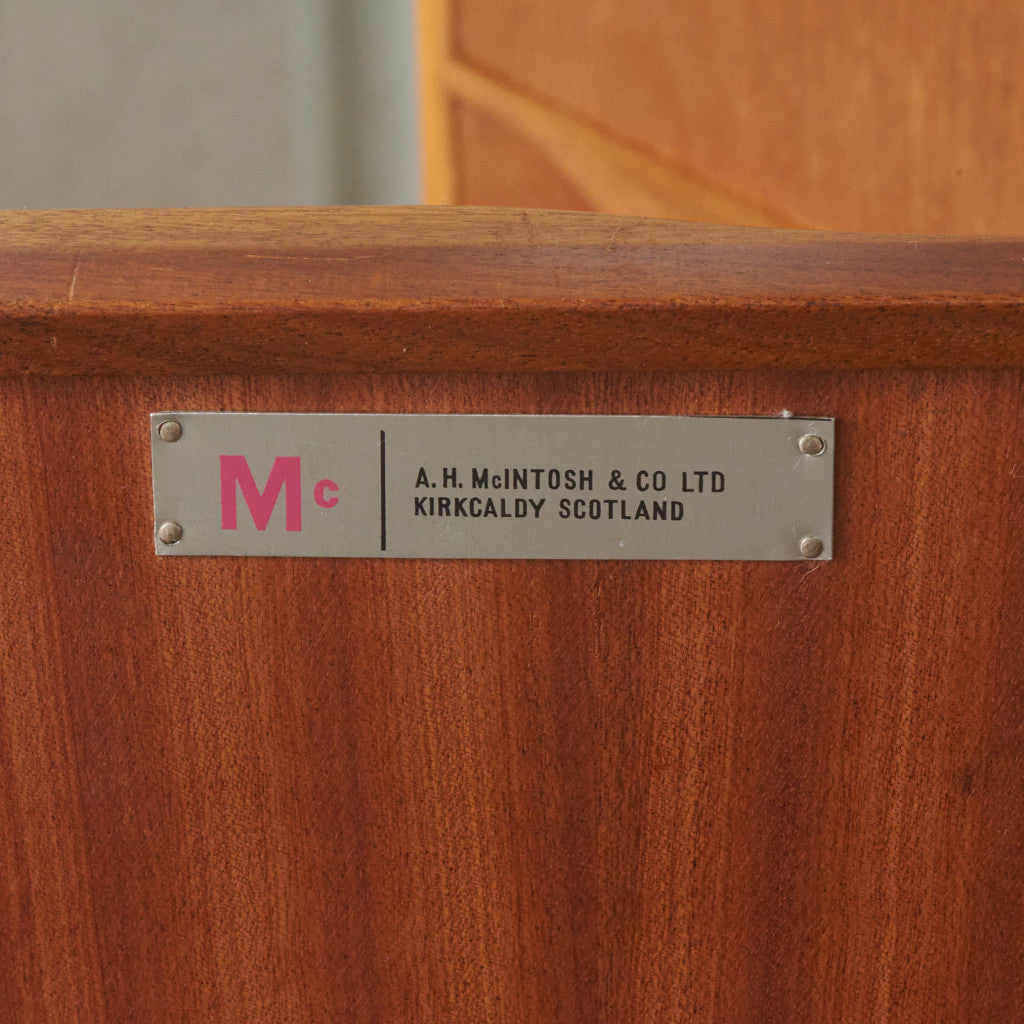 Mc
A. H. McINTOSH & CO LTD
KIRKCALDY SCOTLAND